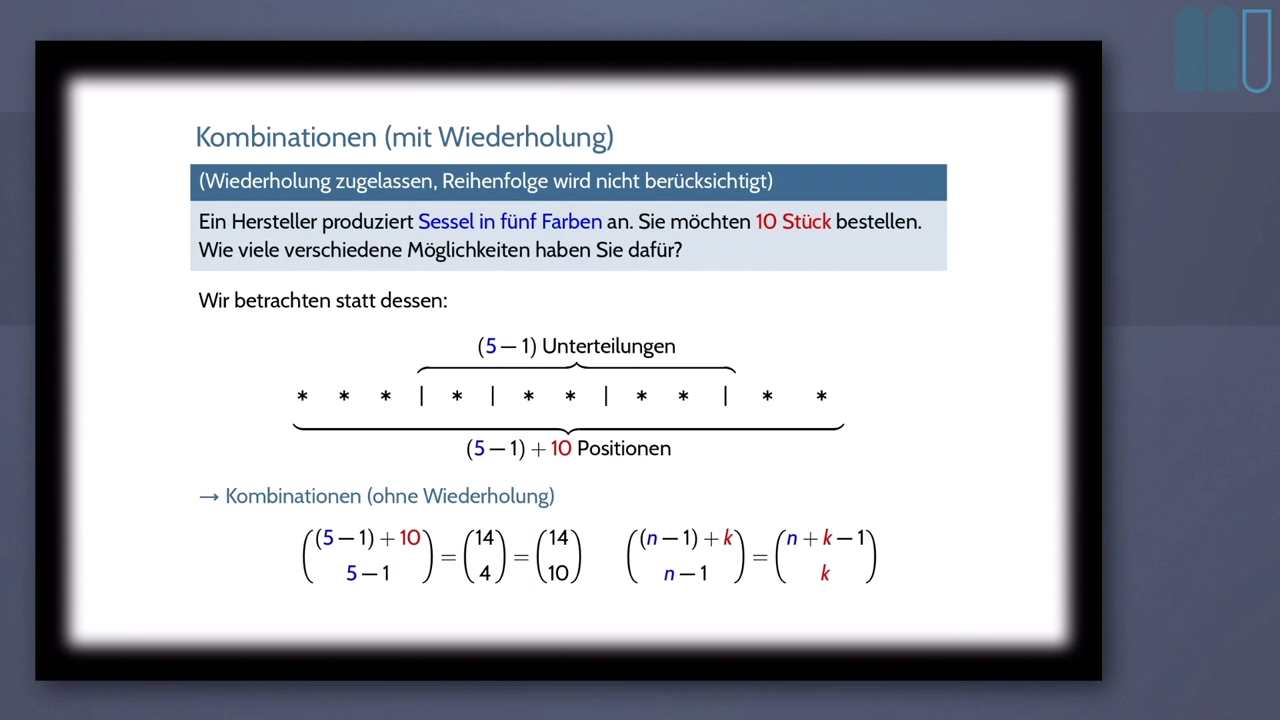 Kombinationen (mit Wiederholung)
(Wiederholung zugelassen, Reihenfolge wird nicht berücksichtigt)
Ein Hersteller produziert Sessel in fünf Farben an. Sie möchten 10 Stück bestellen.
Wie viele verschiedene Möglichkeiten haben Sie dafür?
Wir betrachten statt dessen:
(5 − 1) Unterteilungen
* * * | * | * * | * * | * *
(5 − 1) + 10 Positionen
→ Kombinationen (ohne Wiederholung)
((5 − 1) + 10 / 5 − 1) = (14 / 4) = (14 / 10) ((n − 1) + k / n − 1) = (n + k − 1 / k)